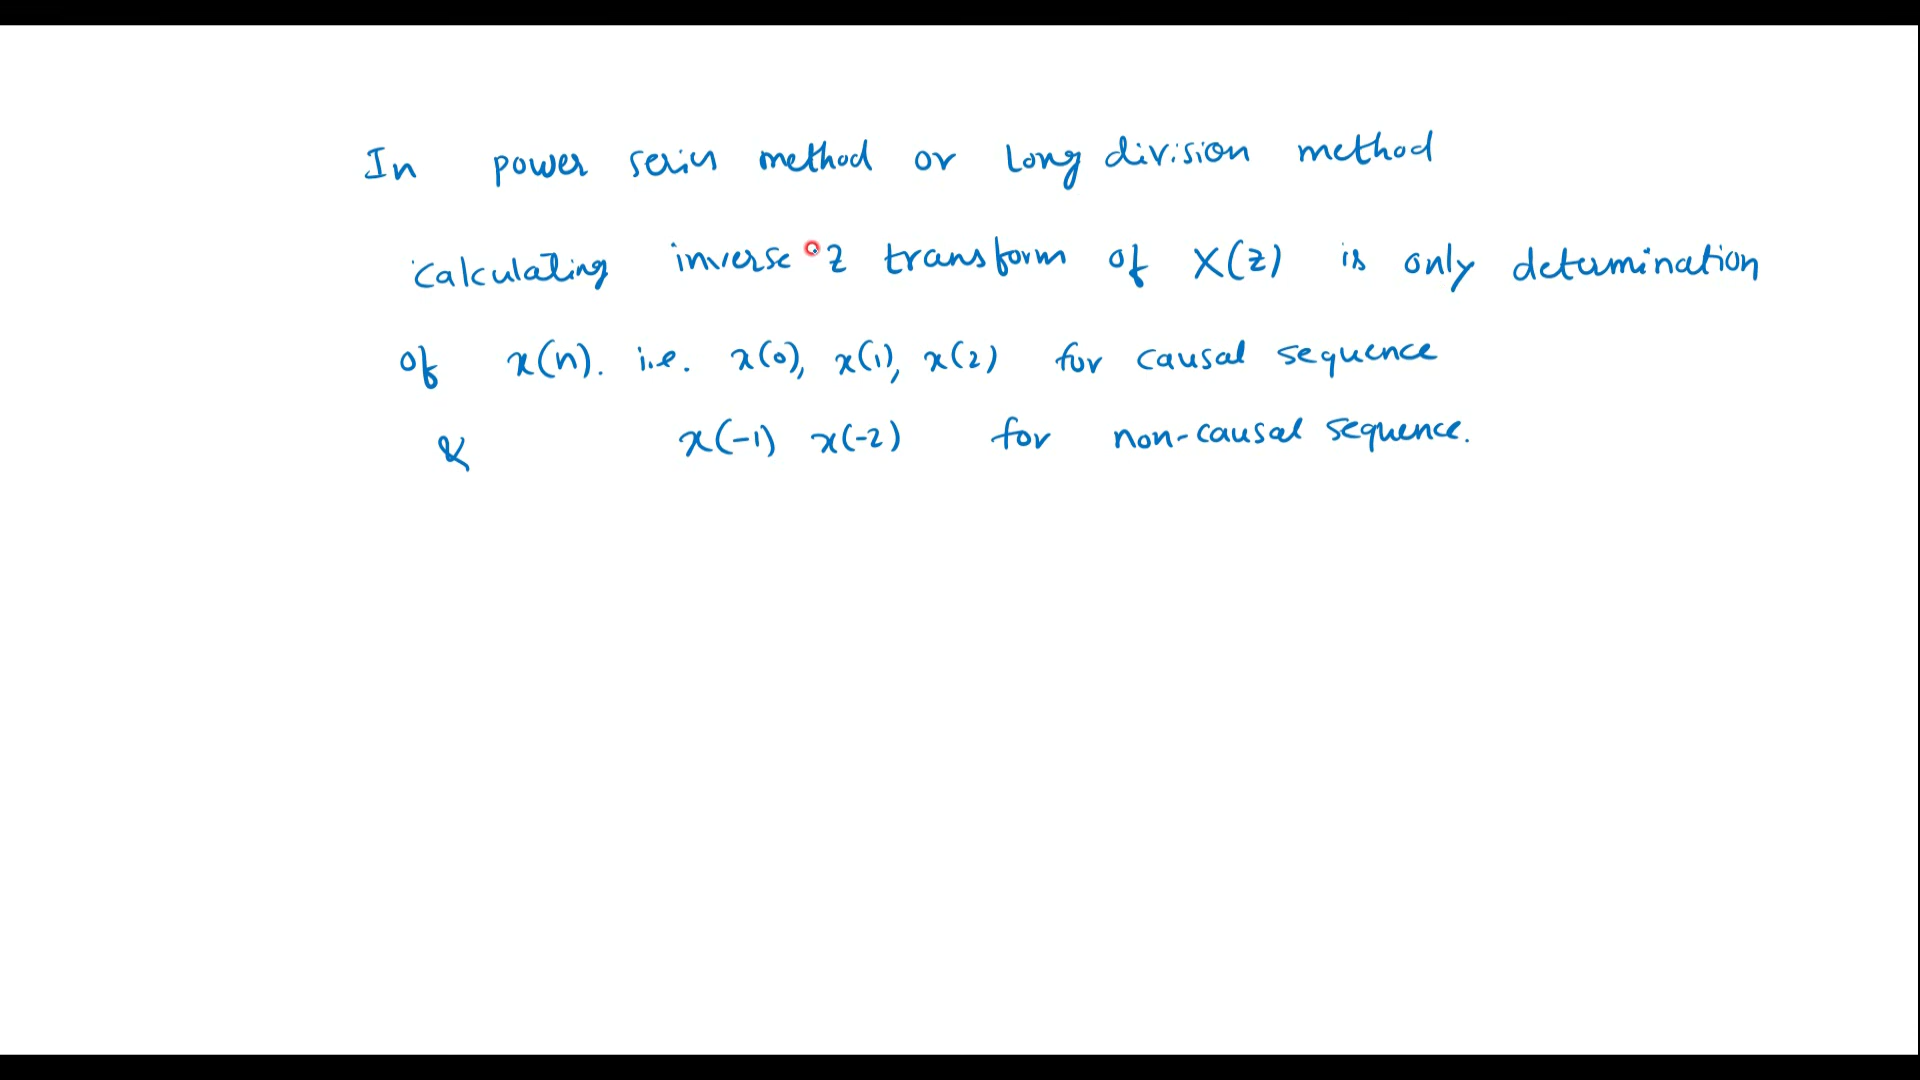 In power series method or Long division method
calculating inverse z transform of X(z) is only determination
of x(n). i.e. x(0), x(1), x(2) for causal sequence
& x(-1) x(-2) for non-causal sequence.